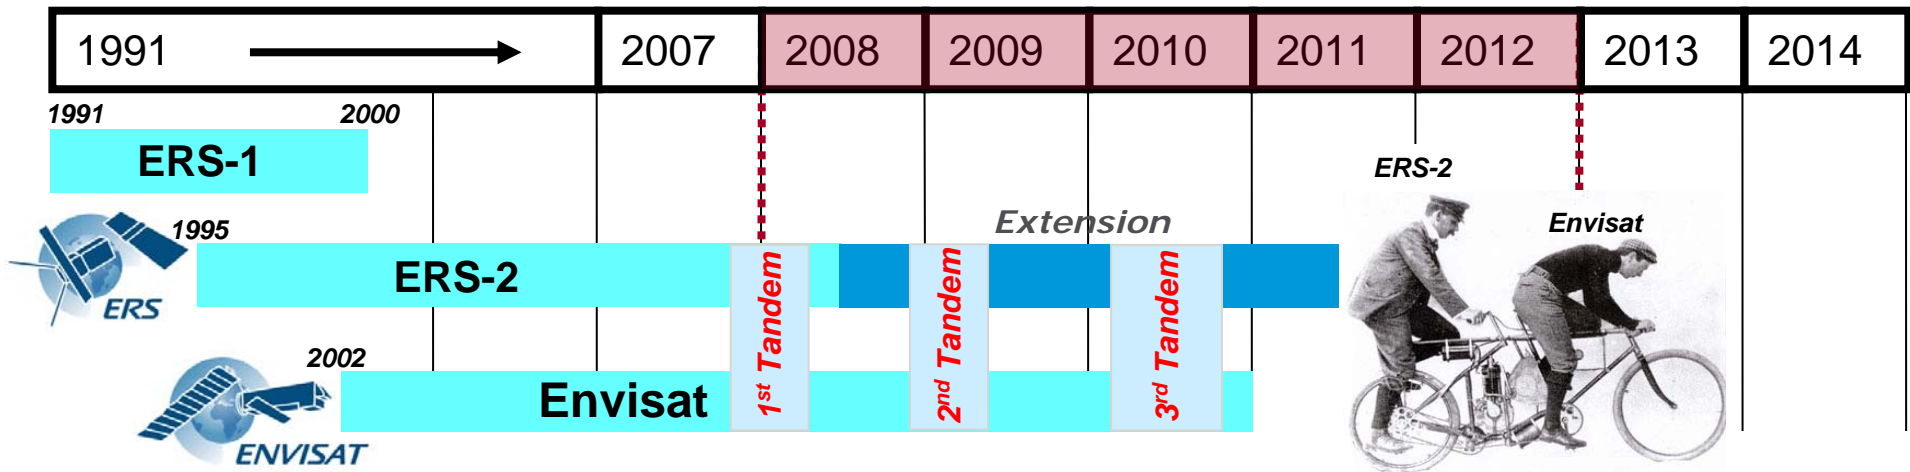 1991 2007 2008 2009 2010 2011 2012 2013 2014
1991 2000
ERS-1
ERS-2
1995
Extension
Envisat
ERS-2
ERS
1st Tandem
2nd Tandem
3rd Tandem
2002
Envisat
ENVISAT